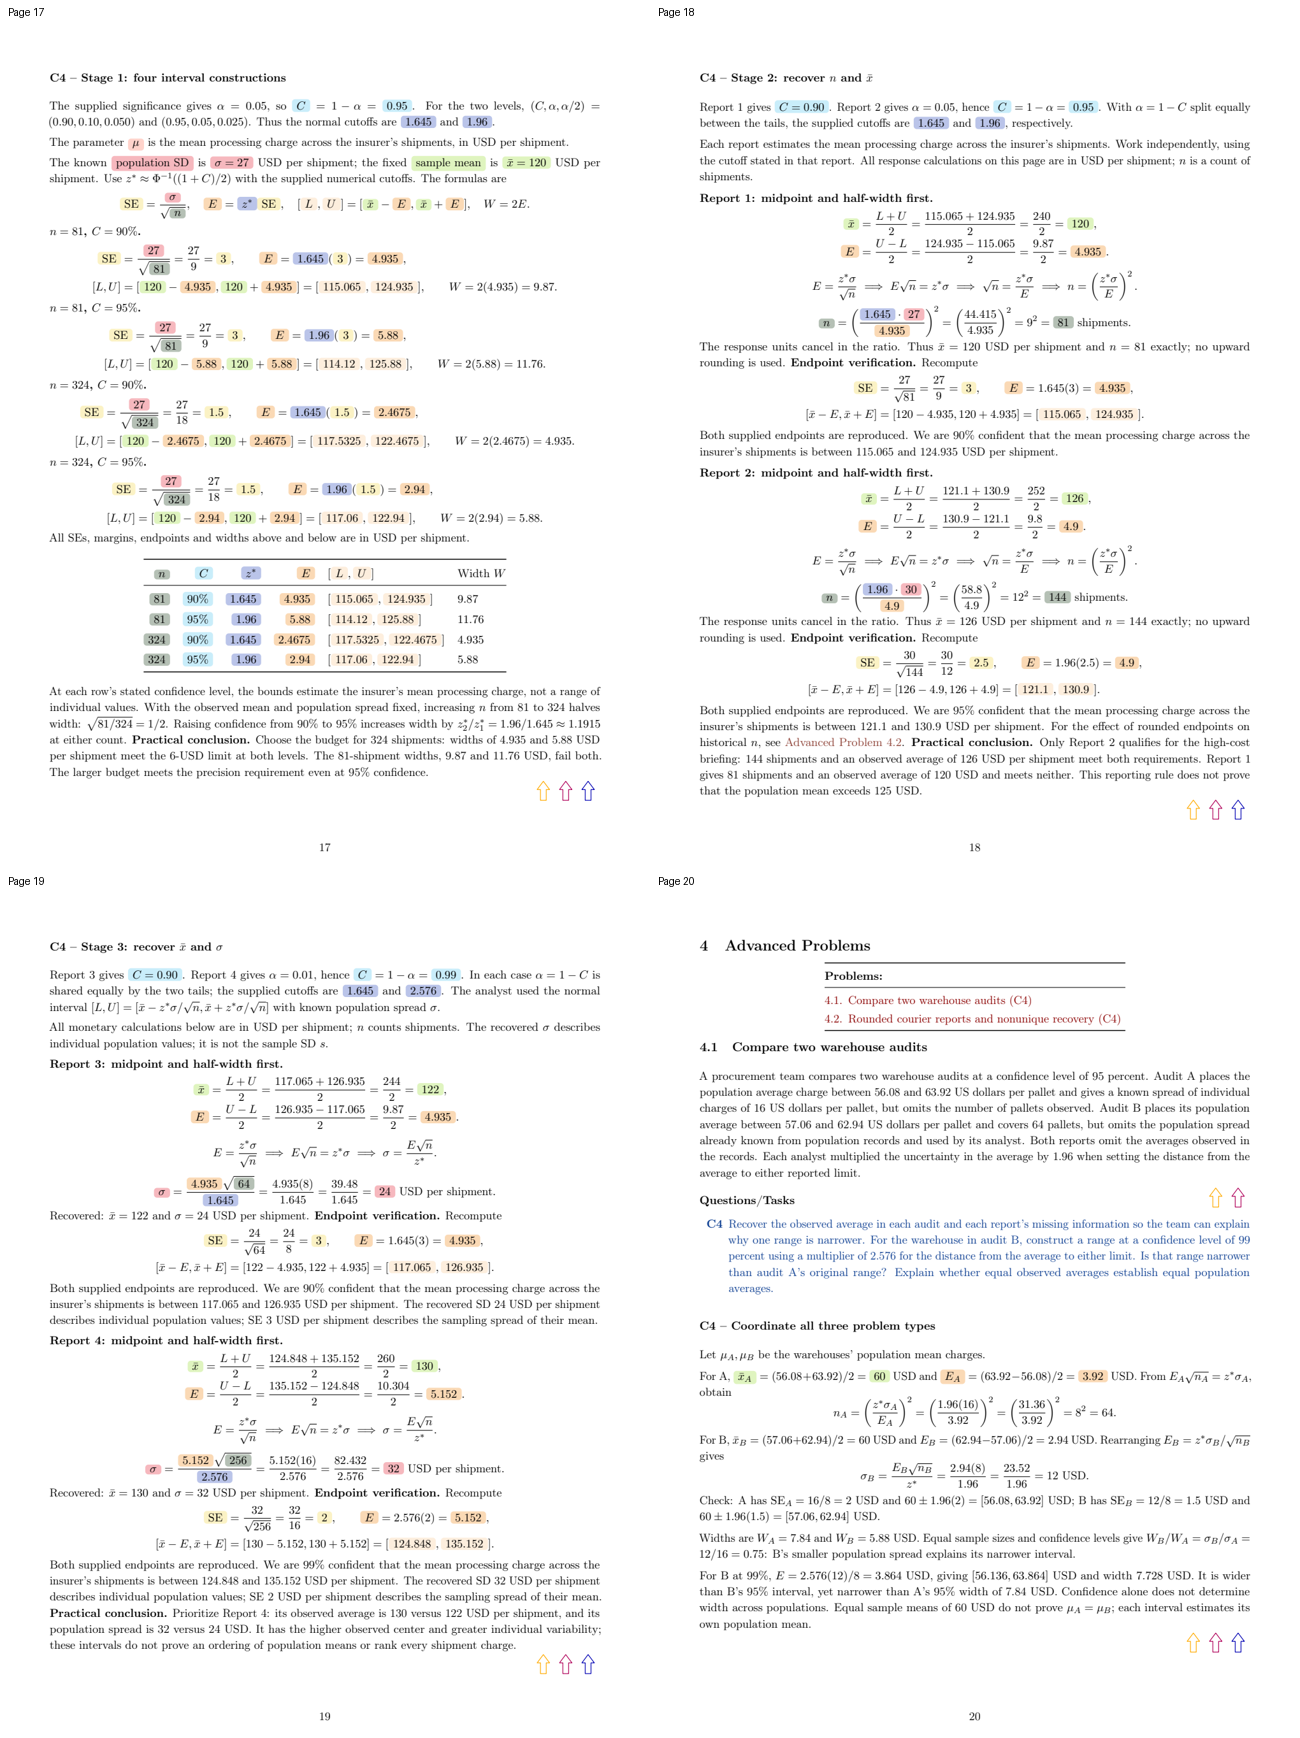 Page 17
C4 – Stage 1: four interval constructions
The supplied significance gives α = 0.05, so C = 1 − α = 0.95 . For the two levels, (C, α, α/2) =
(0.90, 0.10, 0.050) and (0.95, 0.05, 0.025). Thus the normal cutoffs are 1.645 and 1.96 .
The parameter μ is the mean processing charge across the insurer's shipments, in USD per shipment.
The known population SD is σ = 27 USD per shipment; the fixed sample mean is x̄ = 120 USD per
shipment. Use z* ≈ Φ⁻¹((1 + C)/2) with the supplied numerical cutoffs. The formulas are
SE = σ/√n, E = z* SE , [ L , U ] = [ x̄ − E , x̄ + E ], W = 2E.
n = 81, C = 90%.
SE = 27/√81 = 27/9 = 3 , E = 1.645( 3 ) = 4.935 ,
[L, U] = [ 120 − 4.935 , 120 + 4.935 ] = [ 115.065 , 124.935 ], W = 2(4.935) = 9.87.
n = 81, C = 95%.
SE = 27/√81 = 27/9 = 3 , E = 1.96 ( 3 ) = 5.88 ,
[L, U] = [ 120 − 5.88 , 120 + 5.88 ] = [ 114.12 , 125.88 ], W = 2(5.88) = 11.76.
n = 324, C = 90%.
SE = 27/√324 = 27/18 = 1.5 , E = 1.645 ( 1.5 ) = 2.4675 ,
[L, U] = [ 120 − 2.4675 , 120 + 2.4675 ] = [ 117.5325 , 122.4675 ], W = 2(2.4675) = 4.935.
n = 324, C = 95%.
SE = 27/√324 = 27/18 = 1.5 , E = 1.96 ( 1.5 ) = 2.94 ,
[L, U] = [ 120 − 2.94 , 120 + 2.94 ] = [ 117.06 , 122.94 ], W = 2(2.94) = 5.88.
All SEs, margins, endpoints and widths above and below are in USD per shipment.
n C z* E [ L , U ] Width W
81 90% 1.645 4.935 [ 115.065 , 124.935 ] 9.87
81 95% 1.96 5.88 [ 114.12 , 125.88 ] 11.76
324 90% 1.645 2.4675 [ 117.5325 , 122.4675 ] 4.935
324 95% 1.96 2.94 [ 117.06 , 122.94 ] 5.88
At each row's stated confidence level, the bounds estimate the insurer's mean processing charge, not a range of
individual values. With the observed mean and population spread fixed, increasing n from 81 to 324 halves
width: √81/324 = 1/2. Raising confidence from 90% to 95% increases width by z₂*/z₁* = 1.96/1.645 ≈ 1.1915
at either count. Practical conclusion. Choose the budget for 324 shipments: widths of 4.935 and 5.88 USD
per shipment meet the 6-USD limit at both levels. The 81-shipment widths, 9.87 and 11.76 USD, fail both.
The larger budget meets the precision requirement even at 95% confidence.
17
Page 18
C4 – Stage 2: recover n and x̄
Report 1 gives C = 0.90 . Report 2 gives α = 0.05, hence C = 1 − α = 0.95 . With α = 1 − C split equally
between the tails, the supplied cutoffs are 1.645 and 1.96 , respectively.
Each report estimates the mean processing charge across the insurer's shipments. Work independently, using
the cutoff stated in that report. All response calculations on this page are in USD per shipment; n is a count of
shipments.
Report 1: midpoint and half-width first.
x̄ = (L + U)/2 = (115.065 + 124.935)/2 = 240/2 = 120 ,
E = (U − L)/2 = (124.935 − 115.065)/2 = 9.87/2 = 4.935 .
E = z*σ/√n ⟹ E√n = z*σ ⟹ √n = z*σ/E ⟹ n = (z*σ/E)².
n = (1.645 · 27/4.935)² = (44.415/4.935)² = 9² = 81 shipments.
The response units cancel in the ratio. Thus x̄ = 120 USD per shipment and n = 81 exactly; no upward
rounding is used. Endpoint verification. Recompute
SE = 27/√81 = 27/9 = 3 , E = 1.645(3) = 4.935 ,
[x̄ − E, x̄ + E] = [120 − 4.935, 120 + 4.935] = [ 115.065 , 124.935 ].
Both supplied endpoints are reproduced. We are 90% confident that the mean processing charge across the
insurer's shipments is between 115.065 and 124.935 USD per shipment.
Report 2: midpoint and half-width first.
x̄ = (L + U)/2 = (121.1 + 130.9)/2 = 252/2 = 126 ,
E = (U − L)/2 = (130.9 − 121.1)/2 = 9.8/2 = 4.9 .
E = z*σ/√n ⟹ E√n = z*σ ⟹ √n = z*σ/E ⟹ n = (z*σ/E)².
n = (1.96 · 30/4.9)² = (58.8/4.9)² = 12² = 144 shipments.
The response units cancel in the ratio. Thus x̄ = 126 USD per shipment and n = 144 exactly; no upward
rounding is used. Endpoint verification. Recompute
SE = 30/√144 = 30/12 = 2.5 , E = 1.96(2.5) = 4.9 ,
[x̄ − E, x̄ + E] = [126 − 4.9, 126 + 4.9] = [ 121.1 , 130.9 ].
Both supplied endpoints are reproduced. We are 95% confident that the mean processing charge across the
insurer's shipments is between 121.1 and 130.9 USD per shipment. For the effect of rounded endpoints on
historical n, see Advanced Problem 4.2. Practical conclusion. Only Report 2 qualifies for the high-cost
briefing: 144 shipments and an observed average of 126 USD per shipment meet both requirements. Report 1
gives 81 shipments and an observed average of 120 USD and meets neither. This reporting rule does not prove
that the population mean exceeds 125 USD.
18
Page 19
C4 – Stage 3: recover x̄ and σ
Report 3 gives C = 0.90 . Report 4 gives α = 0.01, hence C = 1 − α = 0.99 . In each case α = 1 − C is
shared equally by the two tails; the supplied cutoffs are 1.645 and 2.576 . The analyst used the normal
interval [L, U] = [x̄ − z*σ/√n, x̄ + z*σ/√n] with known population spread σ.
All monetary calculations below are in USD per shipment; n counts shipments. The recovered σ describes
individual population values; it is not the sample SD s.
Report 3: midpoint and half-width first.
x̄ = (L + U)/2 = (117.065 + 126.935)/2 = 244/2 = 122 ,
E = (U − L)/2 = (126.935 − 117.065)/2 = 9.87/2 = 4.935 .
E = z*σ/√n ⟹ E√n = z*σ ⟹ σ = E√n/z*.
σ = 4.935 √64/1.645 = 4.935(8)/1.645 = 39.48/1.645 = 24 USD per shipment.
Recovered: x̄ = 122 and σ = 24 USD per shipment. Endpoint verification. Recompute
SE = 24/√64 = 24/8 = 3 , E = 1.645(3) = 4.935 ,
[x̄ − E, x̄ + E] = [122 − 4.935, 122 + 4.935] = [ 117.065 , 126.935 ].
Both supplied endpoints are reproduced. We are 90% confident that the mean processing charge across the
insurer's shipments is between 117.065 and 126.935 USD per shipment. The recovered SD 24 USD per shipment
describes individual population values; SE 3 USD per shipment describes the sampling spread of their mean.
Report 4: midpoint and half-width first.
x̄ = (L + U)/2 = (124.848 + 135.152)/2 = 260/2 = 130 ,
E = (U − L)/2 = (135.152 − 124.848)/2 = 10.304/2 = 5.152 .
E = z*σ/√n ⟹ E√n = z*σ ⟹ σ = E√n/z*.
σ = 5.152 √256/2.576 = 5.152(16)/2.576 = 82.432/2.576 = 32 USD per shipment.
Recovered: x̄ = 130 and σ = 32 USD per shipment. Endpoint verification. Recompute
SE = 32/√256 = 32/16 = 2 , E = 2.576(2) = 5.152 ,
[x̄ − E, x̄ + E] = [130 − 5.152, 130 + 5.152] = [ 124.848 , 135.152 ].
Both supplied endpoints are reproduced. We are 99% confident that the mean processing charge across the
insurer's shipments is between 124.848 and 135.152 USD per shipment. The recovered SD 32 USD per shipment
describes individual population values; SE 2 USD per shipment describes the sampling spread of their mean.
Practical conclusion. Prioritize Report 4: its observed average is 130 versus 122 USD per shipment, and its
population spread is 32 versus 24 USD. It has the higher observed center and greater individual variability;
these intervals do not prove an ordering of population means or rank every shipment charge.
19
Page 20
4 Advanced Problems
Problems:
4.1. Compare two warehouse audits (C4)
4.2. Rounded courier reports and nonunique recovery (C4)
4.1 Compare two warehouse audits
A procurement team compares two warehouse audits at a confidence level of 95 percent. Audit A places the
population average charge between 56.08 and 63.92 US dollars per pallet and gives a known spread of individual
charges of 16 US dollars per pallet, but omits the number of pallets observed. Audit B places its population
average between 57.06 and 62.94 US dollars per pallet and covers 64 pallets, but omits the population spread
already known from population records and used by its analyst. Both reports omit the averages observed in
the records. Each analyst multiplied the uncertainty in the average by 1.96 when setting the distance from the
average to either reported limit.
Questions/Tasks
C4 Recover the observed average in each audit and each report's missing information so the team can explain
why one range is narrower. For the warehouse in audit B, construct a range at a confidence level of 99
percent using a multiplier of 2.576 for the distance from the average to either limit. Is that range narrower
than audit A's original range? Explain whether equal observed averages establish equal population
averages.
C4 – Coordinate all three problem types
Let μA, μB be the warehouses' population mean charges.
For A, x̄A = (56.08+63.92)/2 = 60 USD and EA = (63.92−56.08)/2 = 3.92 USD. From EA√nA = z*σA,
obtain
nA = (z*σA/EA)² = (1.96(16)/3.92)² = (31.36/3.92)² = 8² = 64.
For B, x̄B = (57.06+62.94)/2 = 60 USD and EB = (62.94−57.06)/2 = 2.94 USD. Rearranging EB = z*σB/√nB
gives
σB = EB√nB/z* = 2.94(8)/1.96 = 23.52/1.96 = 12 USD.
Check: A has SEA = 16/8 = 2 USD and 60 ± 1.96(2) = [56.08, 63.92] USD; B has SEB = 12/8 = 1.5 USD and
60 ± 1.96(1.5) = [57.06, 62.94] USD.
Widths are WA = 7.84 and WB = 5.88 USD. Equal sample sizes and confidence levels give WB/WA = σB/σA =
12/16 = 0.75: B's smaller population spread explains its narrower interval.
For B at 99%, E = 2.576(12)/8 = 3.864 USD, giving [56.136, 63.864] USD and width 7.728 USD. It is wider
than B's 95% interval, yet narrower than A's 95% width of 7.84 USD. Confidence alone does not determine
width across populations. Equal sample means of 60 USD do not prove μA = μB; each interval estimates its
own population mean.
20